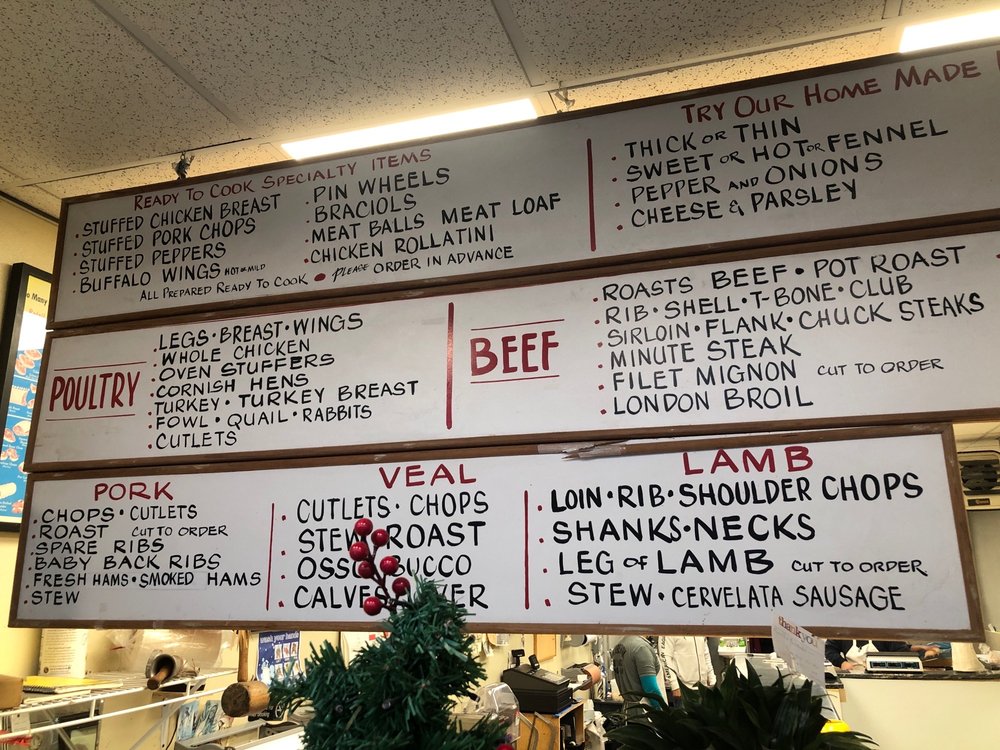 READY TO COOK SPECIALTY ITEMS
. STUFFED CHICKEN BREAST
. STUFFED PORK CHOPS
. STUFFED PEPPERS
. BUFFALO WINGS HOT OR MILD
. PIN WHEELS
. BRACIOLS
. MEAT BALLS MEAT LOAF
. CHICKEN ROLLATINI
ALL PREPARED READY TO COOK • PLEASE ORDER IN ADVANCE
TRY OUR HOME MADE
. THICK OR THIN
. SWEET OR HOT OR FENNEL
. PEPPER AND ONIONS
. CHEESE & PARSLEY
POULTRY
. LEGS • BREAST • WINGS
. WHOLE CHICKEN
. OVEN STUFFERS
. CORNISH HENS
. TURKEY • TURKEY BREAST
. FOWL • QUAIL • RABBITS
. CUTLETS
BEEF
. ROASTS BEEF • POT ROAST
. RIB • SHELL • T-BONE • CLUB
. SIRLOIN • FLANK • CHUCK STEAKS
. MINUTE STEAK
. FILET MIGNON CUT TO ORDER
. LONDON BROIL
PORK
. CHOPS • CUTLETS
. ROAST CUT TO ORDER
. SPARE RIBS
. BABY BACK RIBS
. FRESH HAMS • SMOKED HAMS
. STEW
VEAL
. CUTLETS • CHOPS
. STEW ROAST
. OSSO BUCCO
. CALVES
LAMB
. LOIN • RIB • SHOULDER CHOPS
. SHANKS • NECKS
. LEG OF LAMB CUT TO ORDER
. STEW • CERVELATA SAUSAGE
Many
thank you